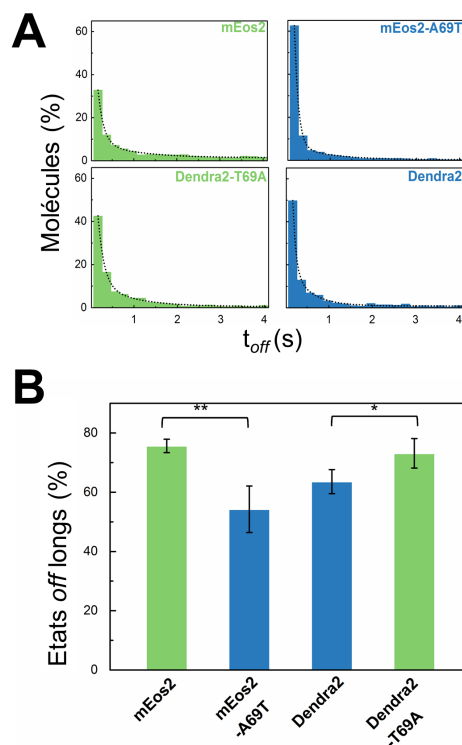 A
mEos2
mEos2-A69T
Dendra2-T69A
Dendra2
Molécules (%)
60
40
20
0
60
40
20
0
1 2 3 4
1 2 3 4
toff (s)
B
Etats off longs (%)
80
60
40
20
0
**
*
mEos2
mEos2
-A69T
Dendra2
Dendra2
-T69A